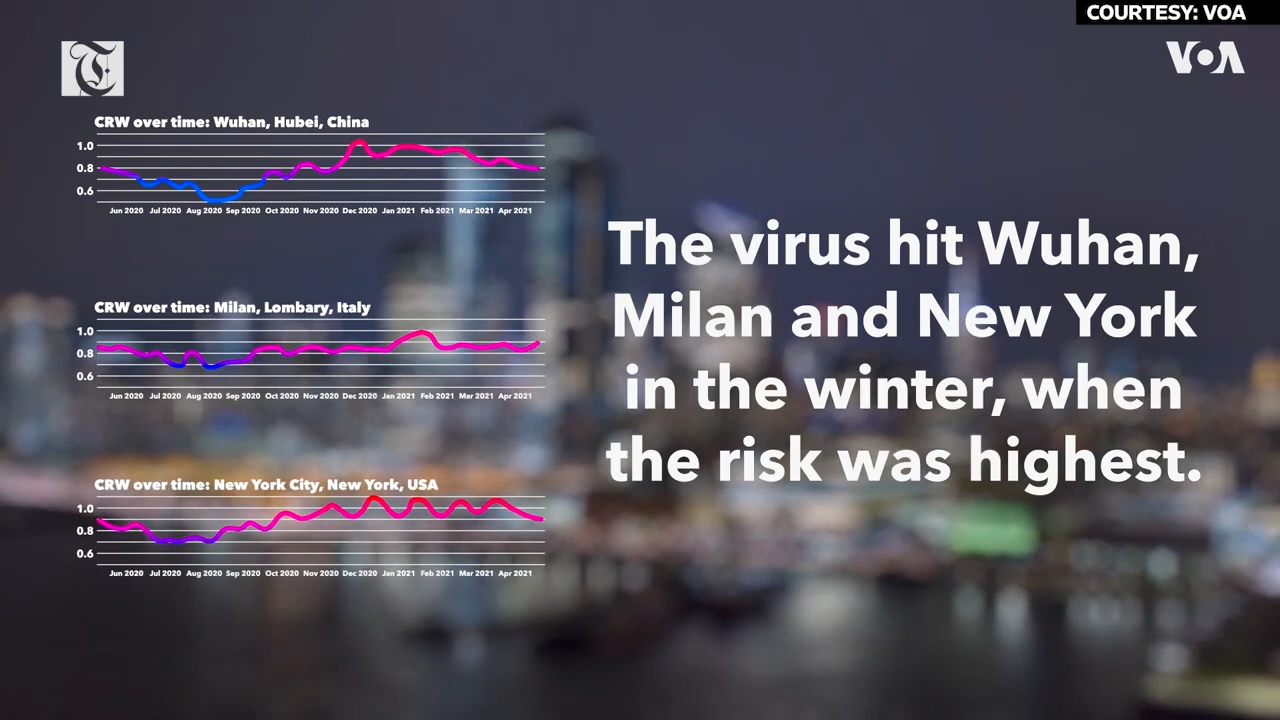 COURTESY: VOA
T
VOA
CRW over time: Wuhan, Hubei, China
1.0
0.8
0.6
Jun 2020 Jul 2020 Aug 2020 Sep 2020 Oct 2020 Nov 2020 Dec 2020 Jan 2021 Feb 2021 Mar 2021 Apr 2021
CRW over time: Milan, Lombary, Italy
1.0
0.8
0.6
Jun 2020 Jul 2020 Aug 2020 Sep 2020 Oct 2020 Nov 2020 Dec 2020 Jan 2021 Feb 2021 Mar 2021 Apr 2021
CRW over time: New York City, New York, USA
1.0
0.8
0.6
Jun 2020 Jul 2020 Aug 2020 Sep 2020 Oct 2020 Nov 2020 Dec 2020 Jan 2021 Feb 2021 Mar 2021 Apr 2021
The virus hit Wuhan,
Milan and New York
in the winter, when
the risk was highest.